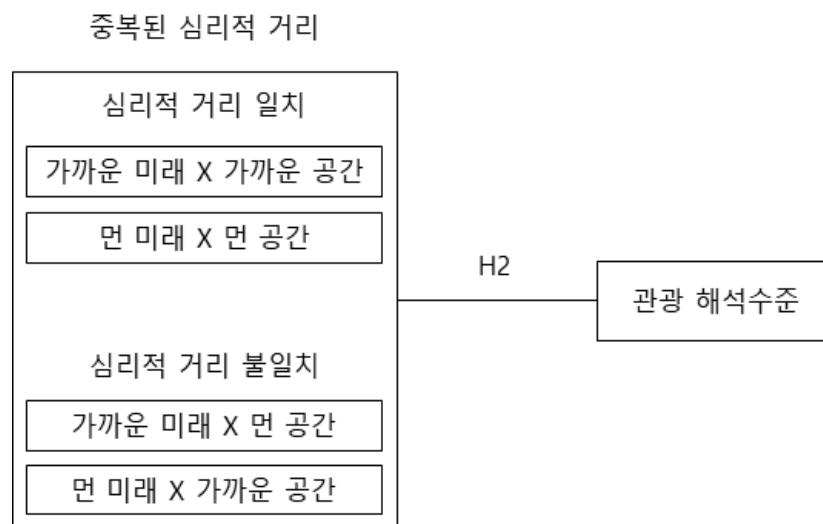 중복된 심리적 거리
심리적 거리 일치
가까운 미래 X 가까운 공간
먼 미래 X 먼 공간
H2
관광 해석수준
심리적 거리 불일치
가까운 미래 X 먼 공간
먼 미래 X 가까운 공간